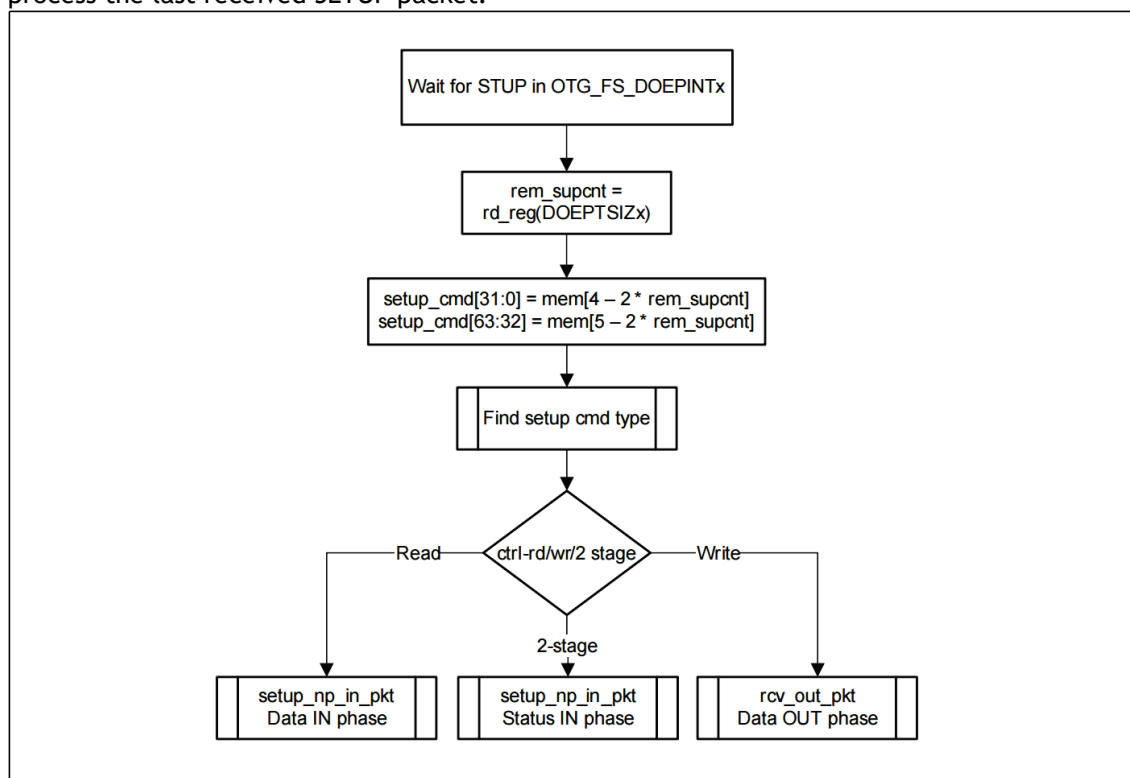 process the last received SETUP packet.
Wait for STUP in OTG_FS_DOEPINTx
rem_supcnt =
rd_reg(DOEPTSIZx)
setup_cmd[31:0] = mem[4 – 2 * rem_supcnt]
setup_cmd[63:32] = mem[5 – 2 * rem_supcnt]
Find setup cmd type
Read
ctrl-rd/wr/2 stage
Write
2-stage
setup_np_in_pkt
Data IN phase
setup_np_in_pkt
Status IN phase
rcv_out_pkt
Data OUT phase